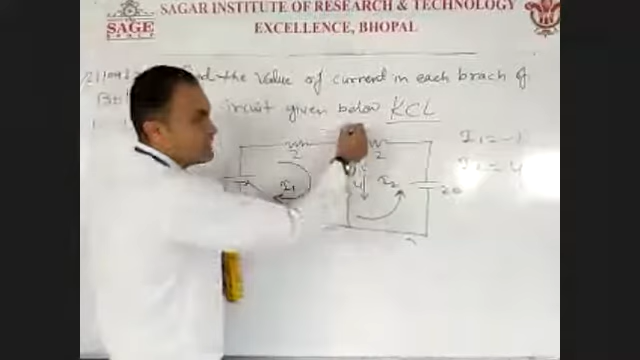 SAGAR INSTITUTE OF RESEARCH & TECHNOLOGY
EXCELLENCE, BHOPAL
SAGE
the value of current in each brach of
circuit given below KCL
2
2
I1 = -1
I2 = 4
I1
4
I2
20